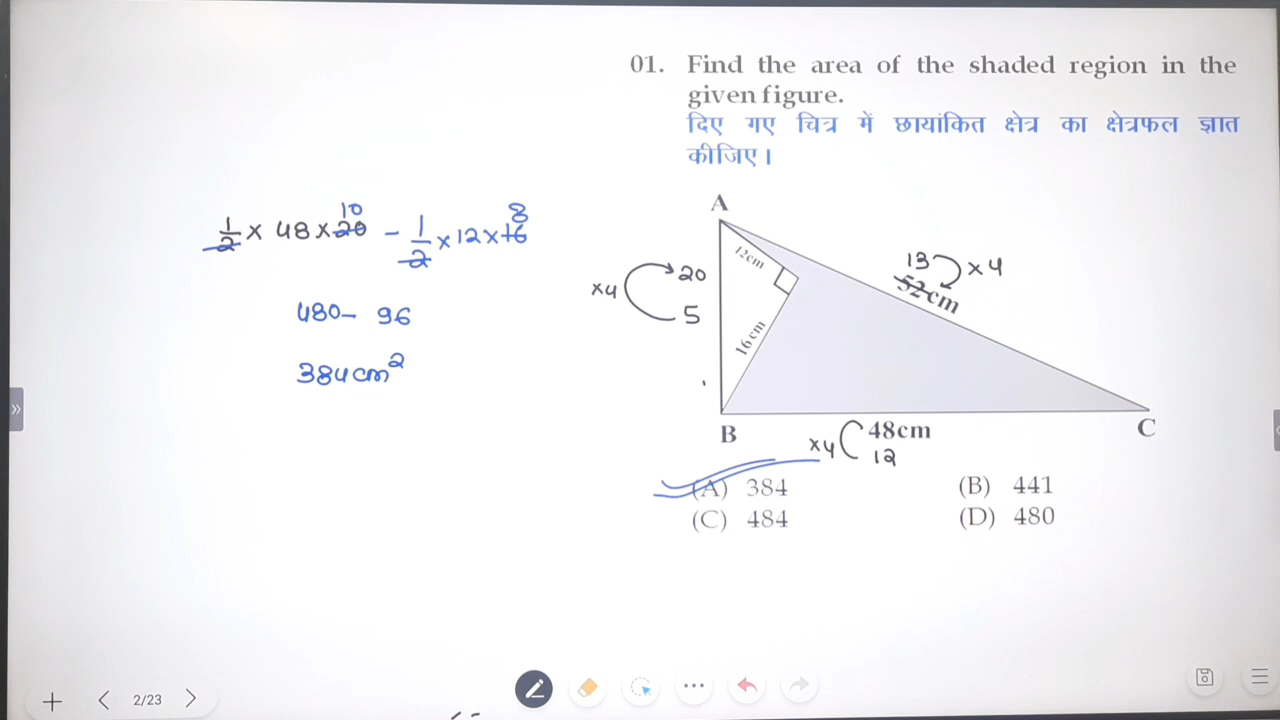 01. Find the area of the shaded region in the
given figure.
दिए गए चित्र में छायांकित क्षेत्र का क्षेत्रफल ज्ञात
कीजिए।
1/2 × 48 × 20 10 - 1/2 × 12 × 16 8
480 - 96
384 cm²
A
12cm
16cm
×4
20
5
13 ×4
52cm
B
C
×4
48cm
12
(A) 384
(B) 441
(C) 484
(D) 480
2/23